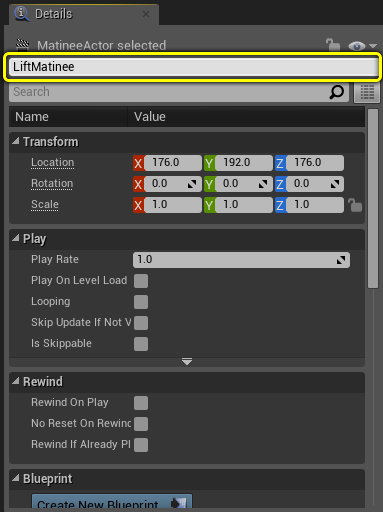 Details
MatineeActor selected
LiftMatinee
Search
Name Value
Transform
Location X 176.0 Y 192.0 Z 176.0
Rotation X 0.0 Y 0.0 Z 0.0
Scale X 1.0 Y 1.0 Z 1.0
Play
Play Rate 1.0
Play On Level Load
Looping
Skip Update If Not V
Is Skippable
Rewind
Rewind On Play
No Reset On Rewind
Rewind If Already Pl
Blueprint
Create New Blueprint